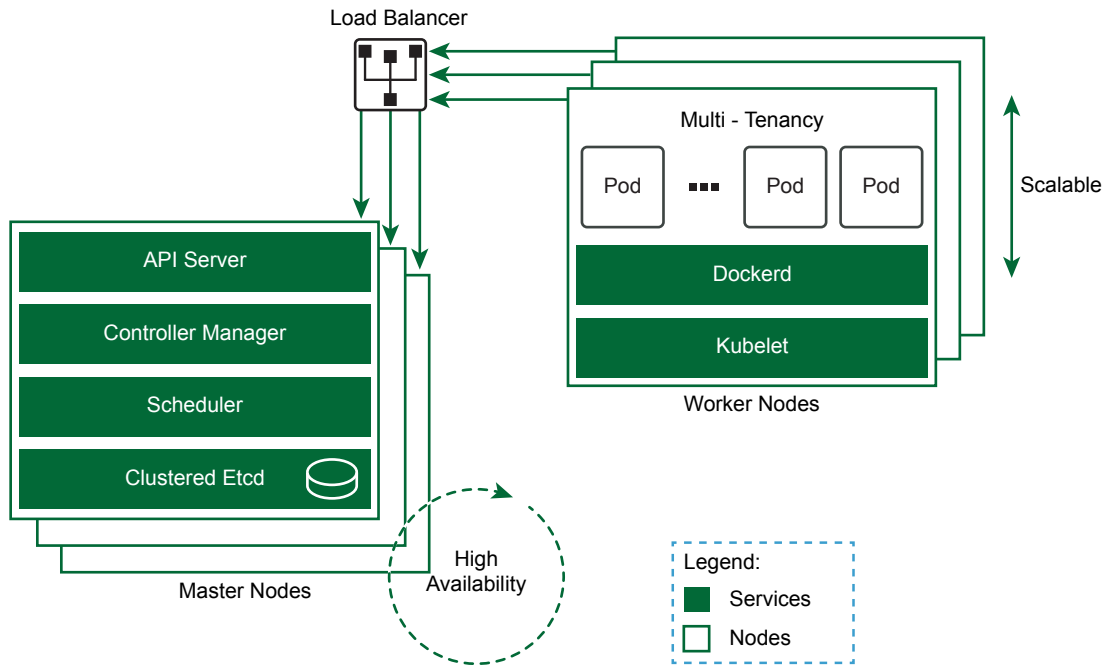 Load Balancer
Multi - Tenancy
Pod
Pod
Pod
Scalable
Dockerd
Kubelet
Worker Nodes
API Server
Controller Manager
Scheduler
Clustered Etcd
Master Nodes
High
Availability
Legend:
Services
Nodes